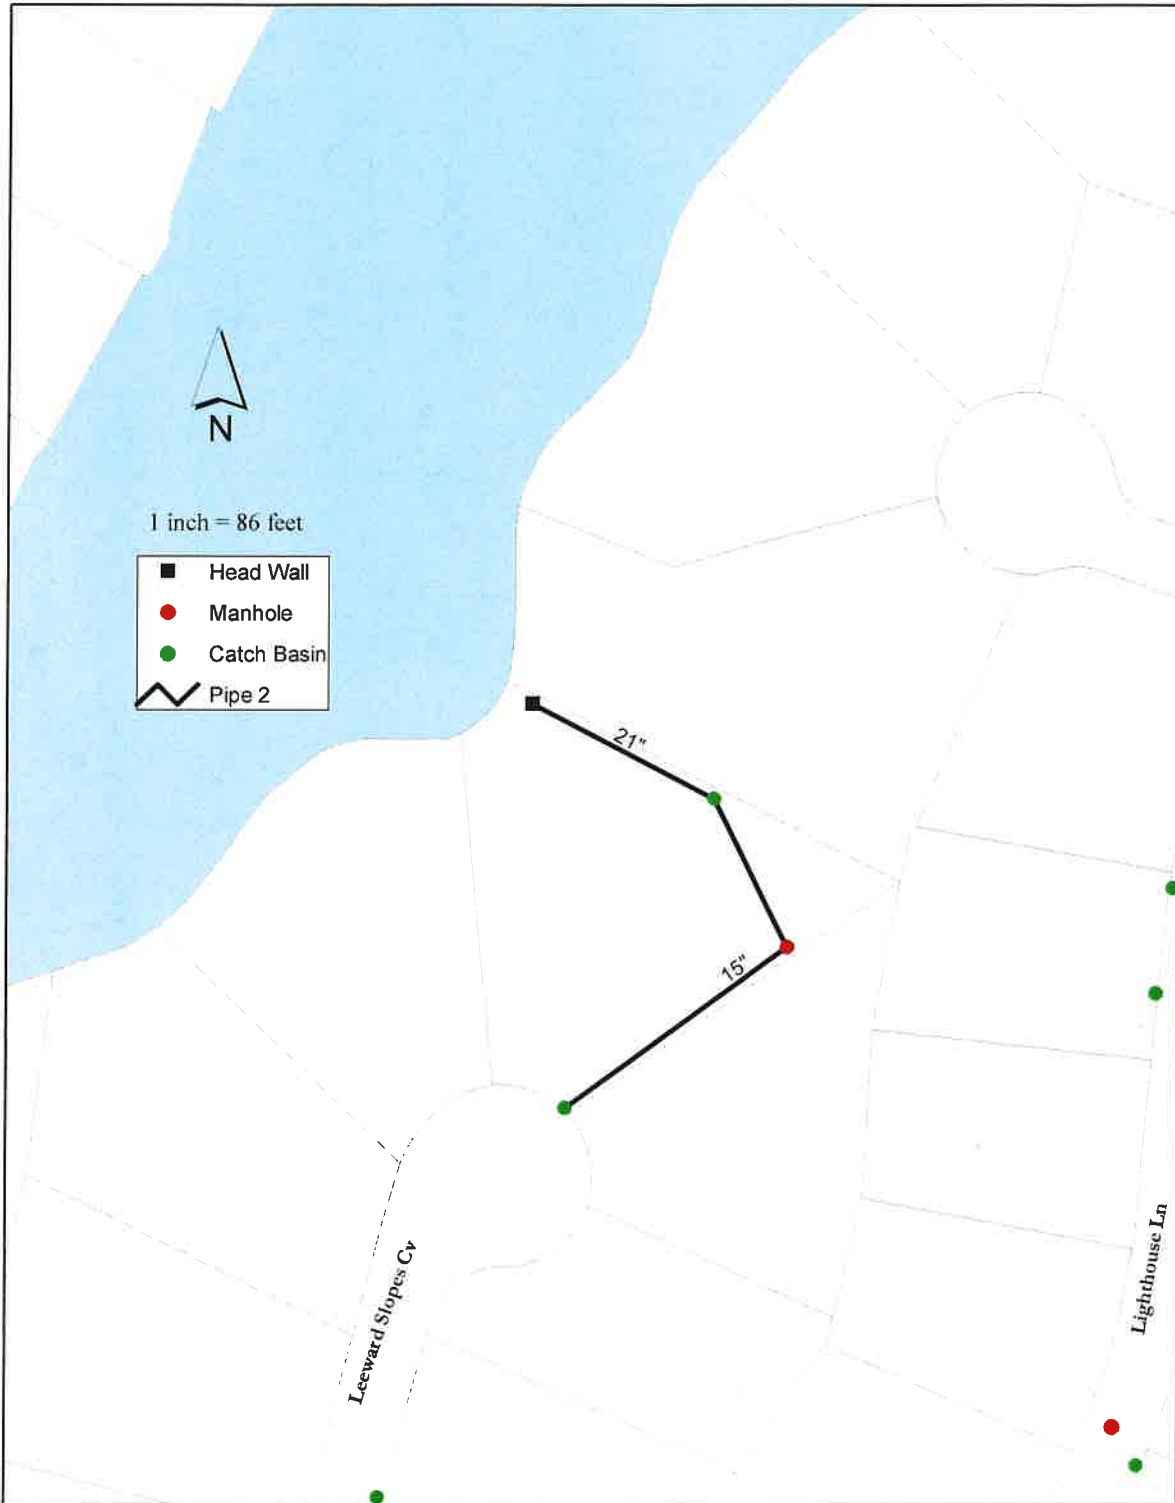 N
1 inch = 86 feet
Head Wall
Manhole
Catch Basin
Pipe 2
21"
15"
Leeward Slopes Cv
Lighthouse Ln